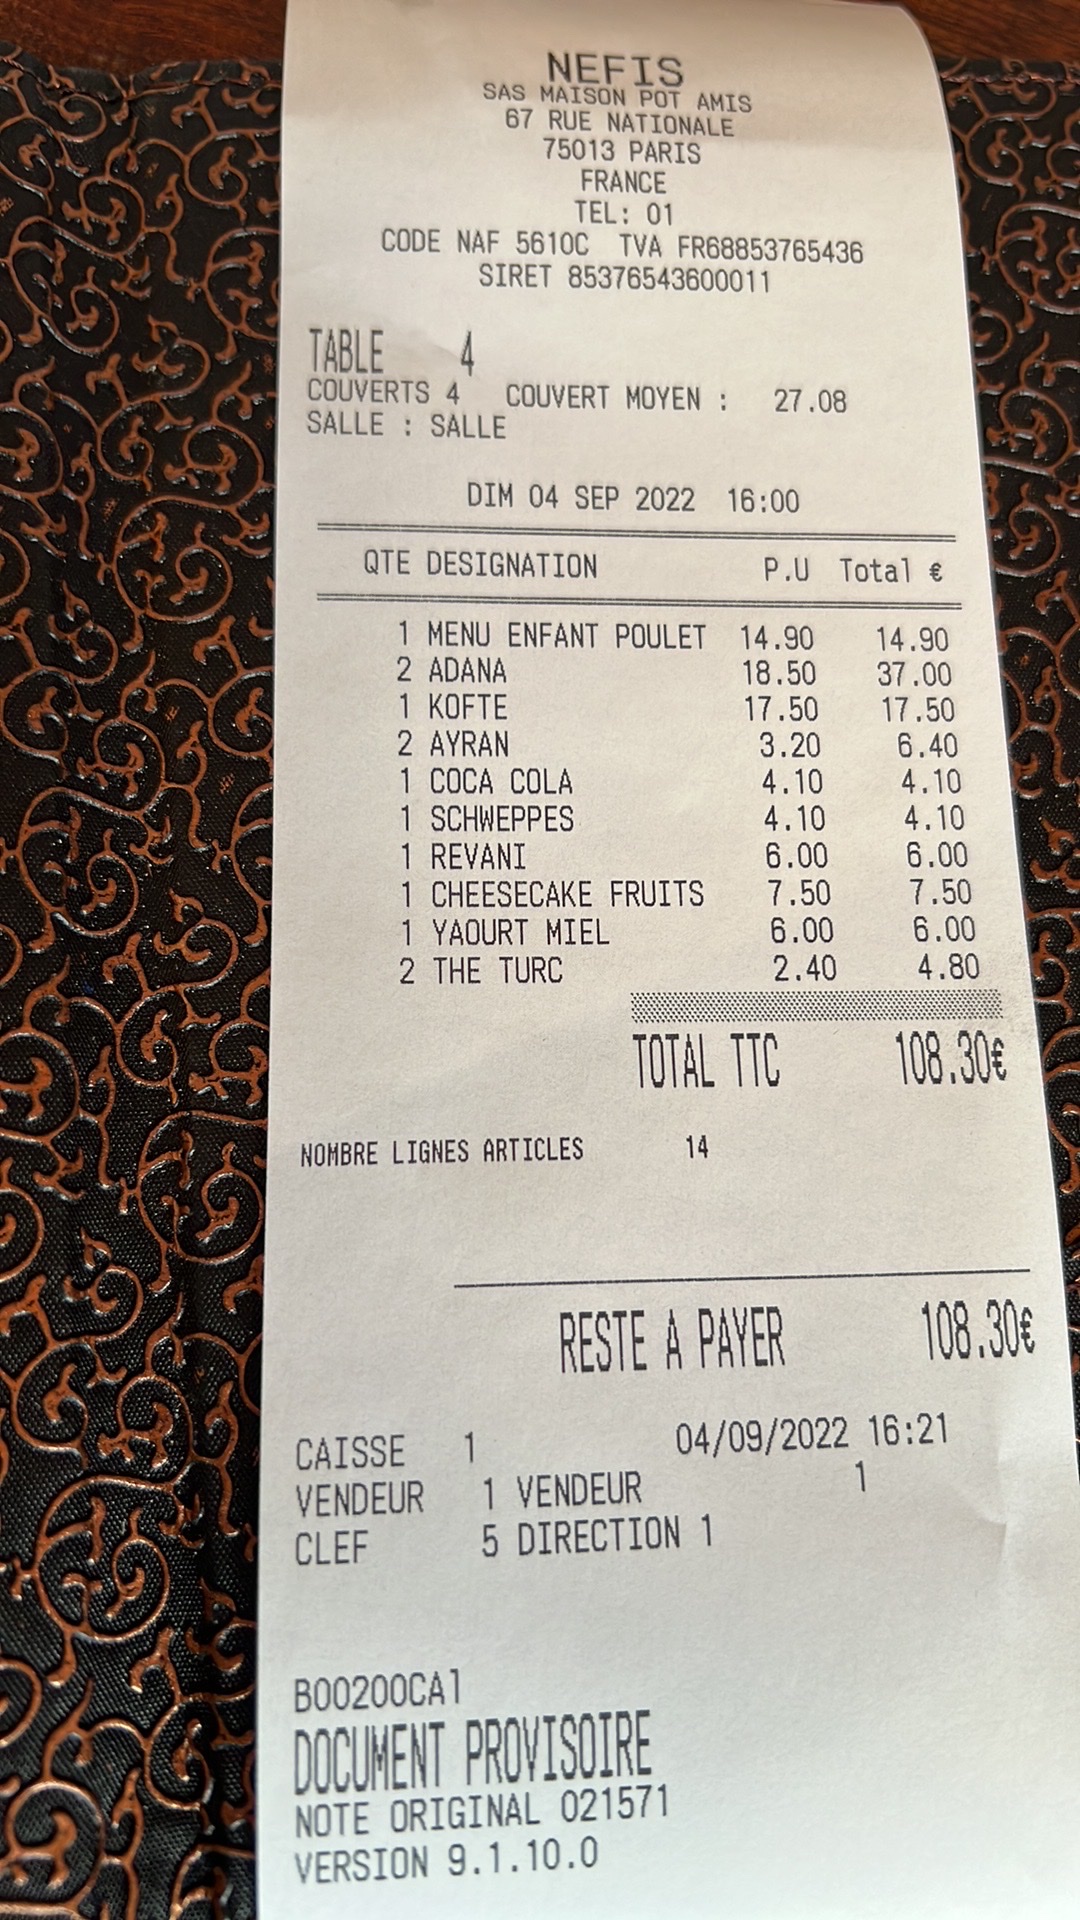 NEFIS
SAS MAISON POT AMIS
67 RUE NATIONALE
75013 PARIS
FRANCE
TEL: 01
CODE NAF 5610C TVA FR68853765436
SIRET 85376543600011
TABLE 4
COUVERTS 4 COUVERT MOYEN : 27.08
SALLE : SALLE
DIM 04 SEP 2022 16:00
QTE DESIGNATION P.U Total €
1 MENU ENFANT POULET 14.90 14.90
2 ADANA 18.50 37.00
1 KOFTE 17.50 17.50
2 AYRAN 3.20 6.40
1 COCA COLA 4.10 4.10
1 SCHWEPPES 4.10 4.10
1 REVANI 6.00 6.00
1 CHEESECAKE FRUITS 7.50 7.50
1 YAOURT MIEL 6.00 6.00
2 THE TURC 2.40 4.80
TOTAL TTC 108.30€
NOMBRE LIGNES ARTICLES 14
RESTE A PAYER 108.30€
CAISSE 1 04/09/2022 16:21
VENDEUR 1 VENDEUR 1
CLEF 5 DIRECTION 1
B00200CA1
DOCUMENT PROVISOIRE
NOTE ORIGINAL 021571
VERSION 9.1.10.0